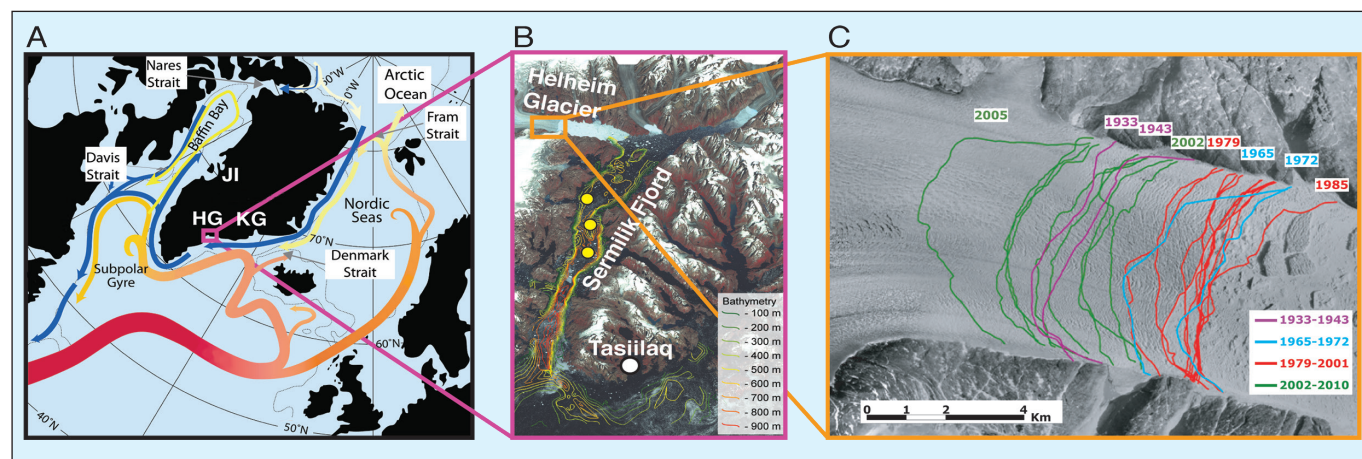 A
Nares
Strait
Baffin Bay
Davis
Strait
JI
HG
KG
Subpolar
Gyre
0°W
0°W
Arctic
Ocean
Fram
Strait
Nordic
Seas
70°N
Denmark
Strait
60°N
50°N
40°N
B
Helheim
Glacier
Sermilik Fjord
Tasiilaq
Bathymetry
- 100 m
- 200 m
- 300 m
- 400 m
- 500 m
- 600 m
- 700 m
- 800 m
- 900 m
C
2005
1933
1943
2002
1979
1965
1972
1985
1933-1943
1965-1972
1979-2001
2002-2010
0 1 2 4
Km